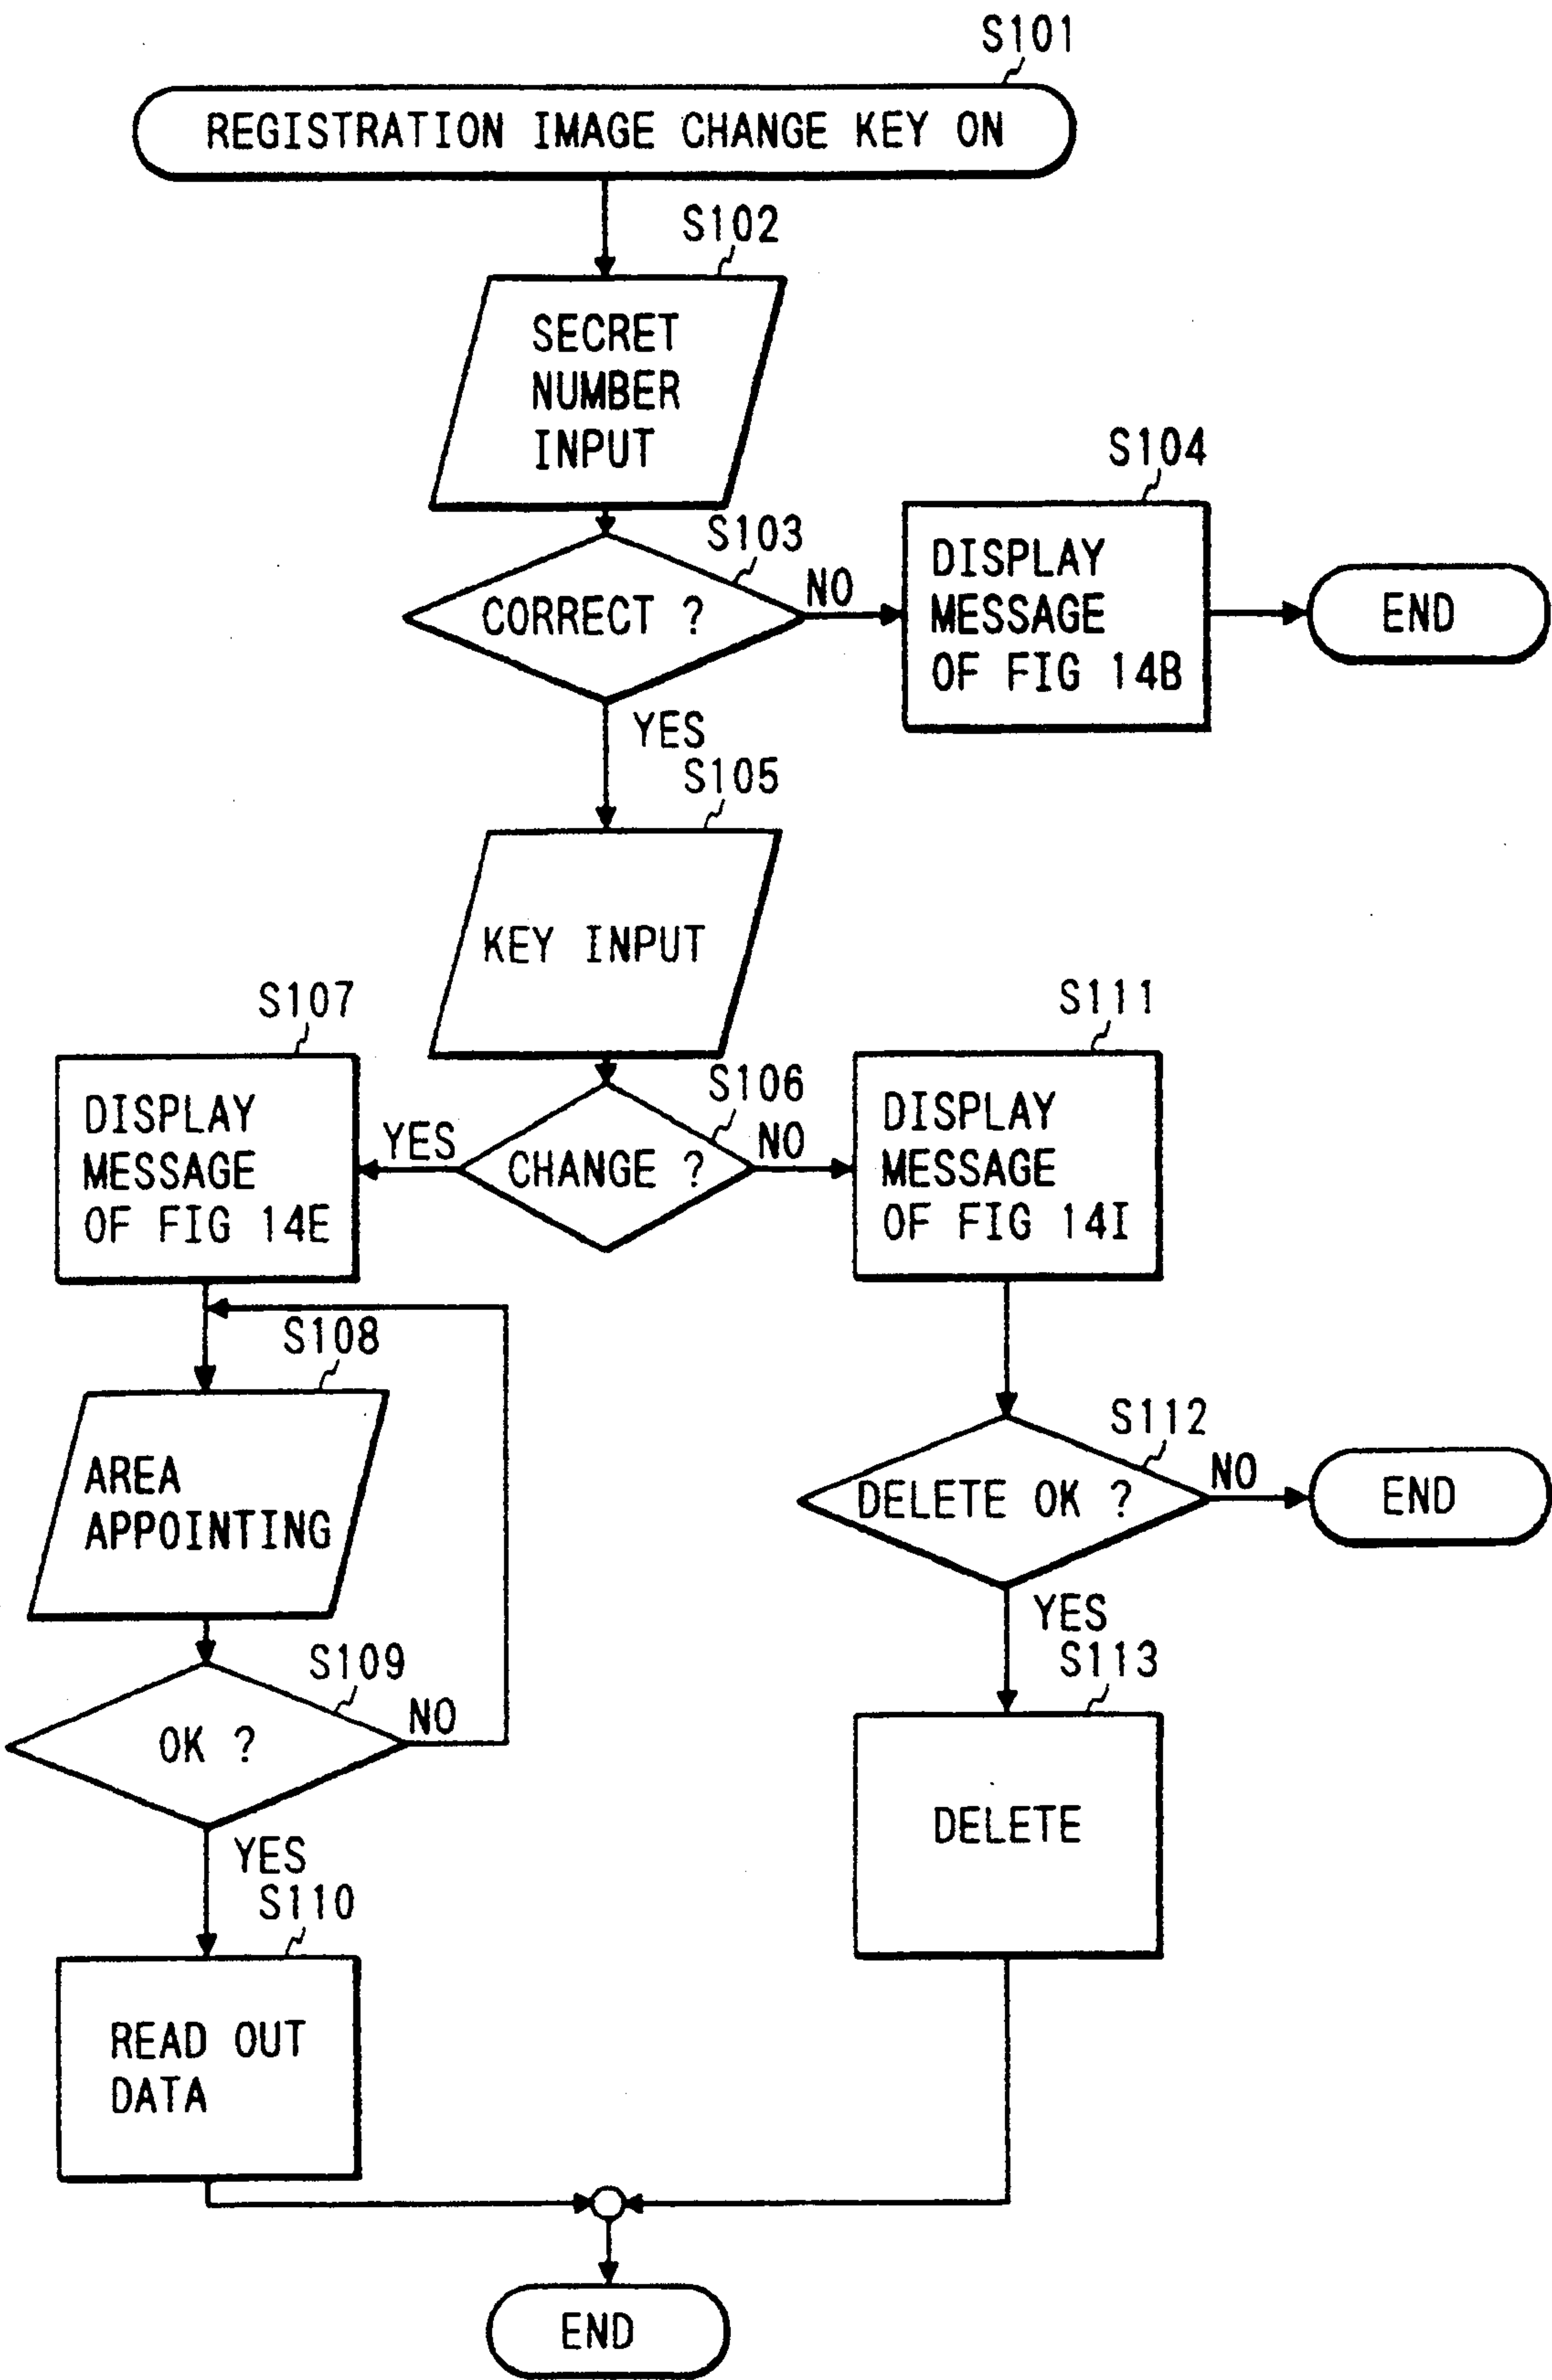 S101
REGISTRATION IMAGE CHANGE KEY ON
S102
SECRET
NUMBER
INPUT
S103
CORRECT ?
NO
S104
DISPLAY
MESSAGE
OF FIG 14B
END
YES
S105
KEY INPUT
S106
CHANGE ?
YES
NO
S107
DISPLAY
MESSAGE
OF FIG 14E
S111
DISPLAY
MESSAGE
OF FIG 14I
S108
AREA
APPOINTING
S109
OK ?
NO
YES
S110
READ OUT
DATA
S112
DELETE OK ?
NO
END
YES
S113
DELETE
END